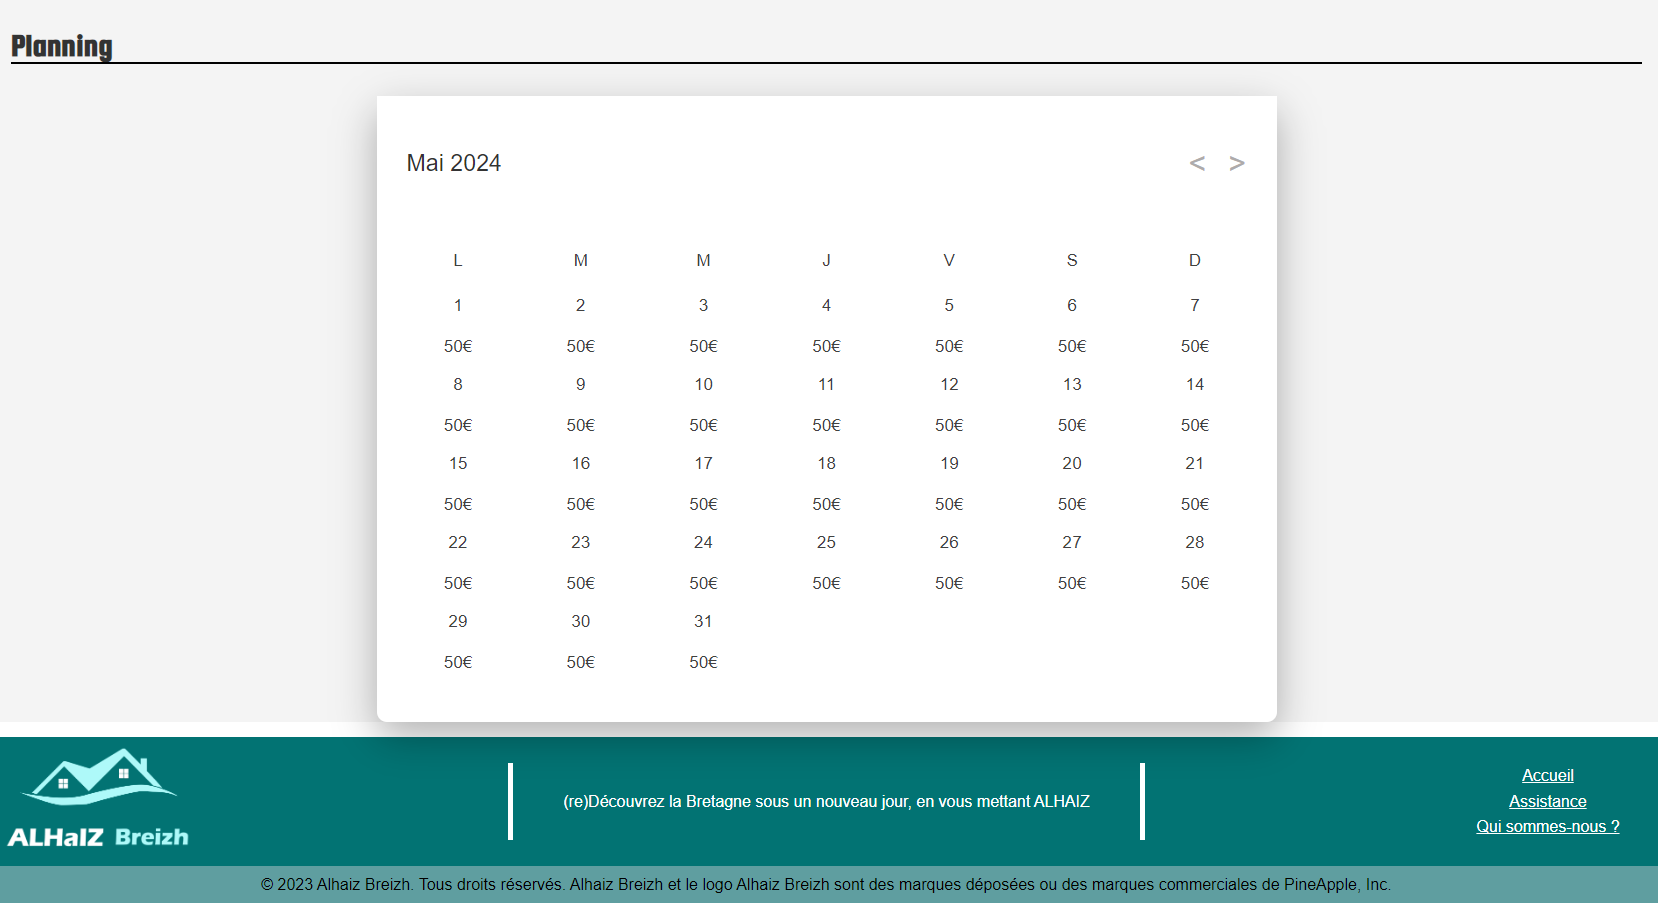 Planning
Mai 2024
< >
L M M J V S D
1 2 3 4 5 6 7
50€ 50€ 50€ 50€ 50€ 50€ 50€
8 9 10 11 12 13 14
50€ 50€ 50€ 50€ 50€ 50€ 50€
15 16 17 18 19 20 21
50€ 50€ 50€ 50€ 50€ 50€ 50€
22 23 24 25 26 27 28
50€ 50€ 50€ 50€ 50€ 50€ 50€
29 30 31
50€ 50€ 50€
ALHaIZ Breizh
(re)Découvrez la Bretagne sous un nouveau jour, en vous mettant ALHAIZ
Accueil
Assistance
Qui sommes-nous ?
© 2023 Alhaiz Breizh. Tous droits réservés. Alhaiz Breizh et le logo Alhaiz Breizh sont des marques déposées ou des marques commerciales de PineApple, Inc.